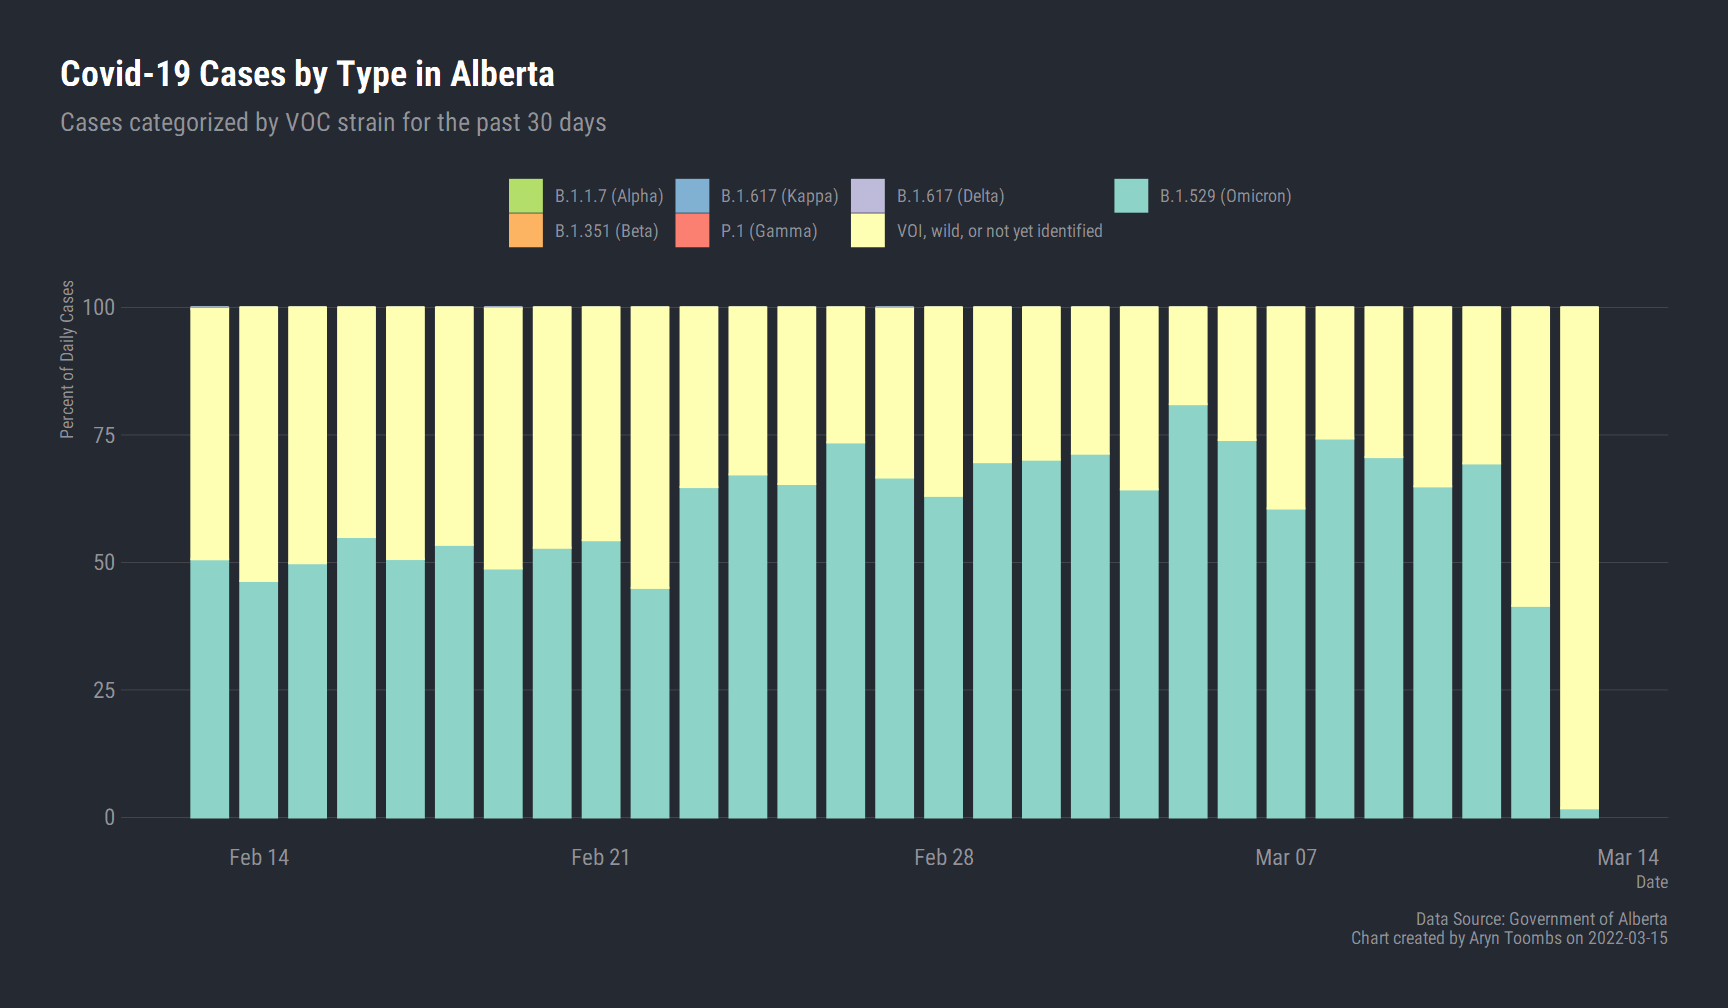 Covid-19 Cases by Type in Alberta
Cases categorized by VOC strain for the past 30 days
B.1.1.7 (Alpha)
B.1.617 (Kappa)
B.1.617 (Delta)
B.1.529 (Omicron)
B.1.351 (Beta)
P.1 (Gamma)
VOI, wild, or not yet identified
Percent of Daily Cases
100
75
50
25
0
Feb 14
Feb 21
Feb 28
Mar 07
Mar 14
Date
Data Source: Government of Alberta
Chart created by Aryn Toombs on 2022-03-15